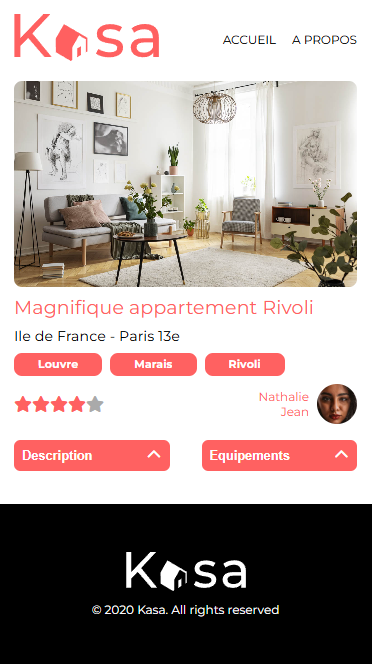 Kasa
ACCUEIL A PROPOS
Magnifique appartement Rivoli
Ile de France - Paris 13e
Louvre Marais Rivoli
Nathalie
Jean
Description Equipements
Kasa
© 2020 Kasa. All rights reserved